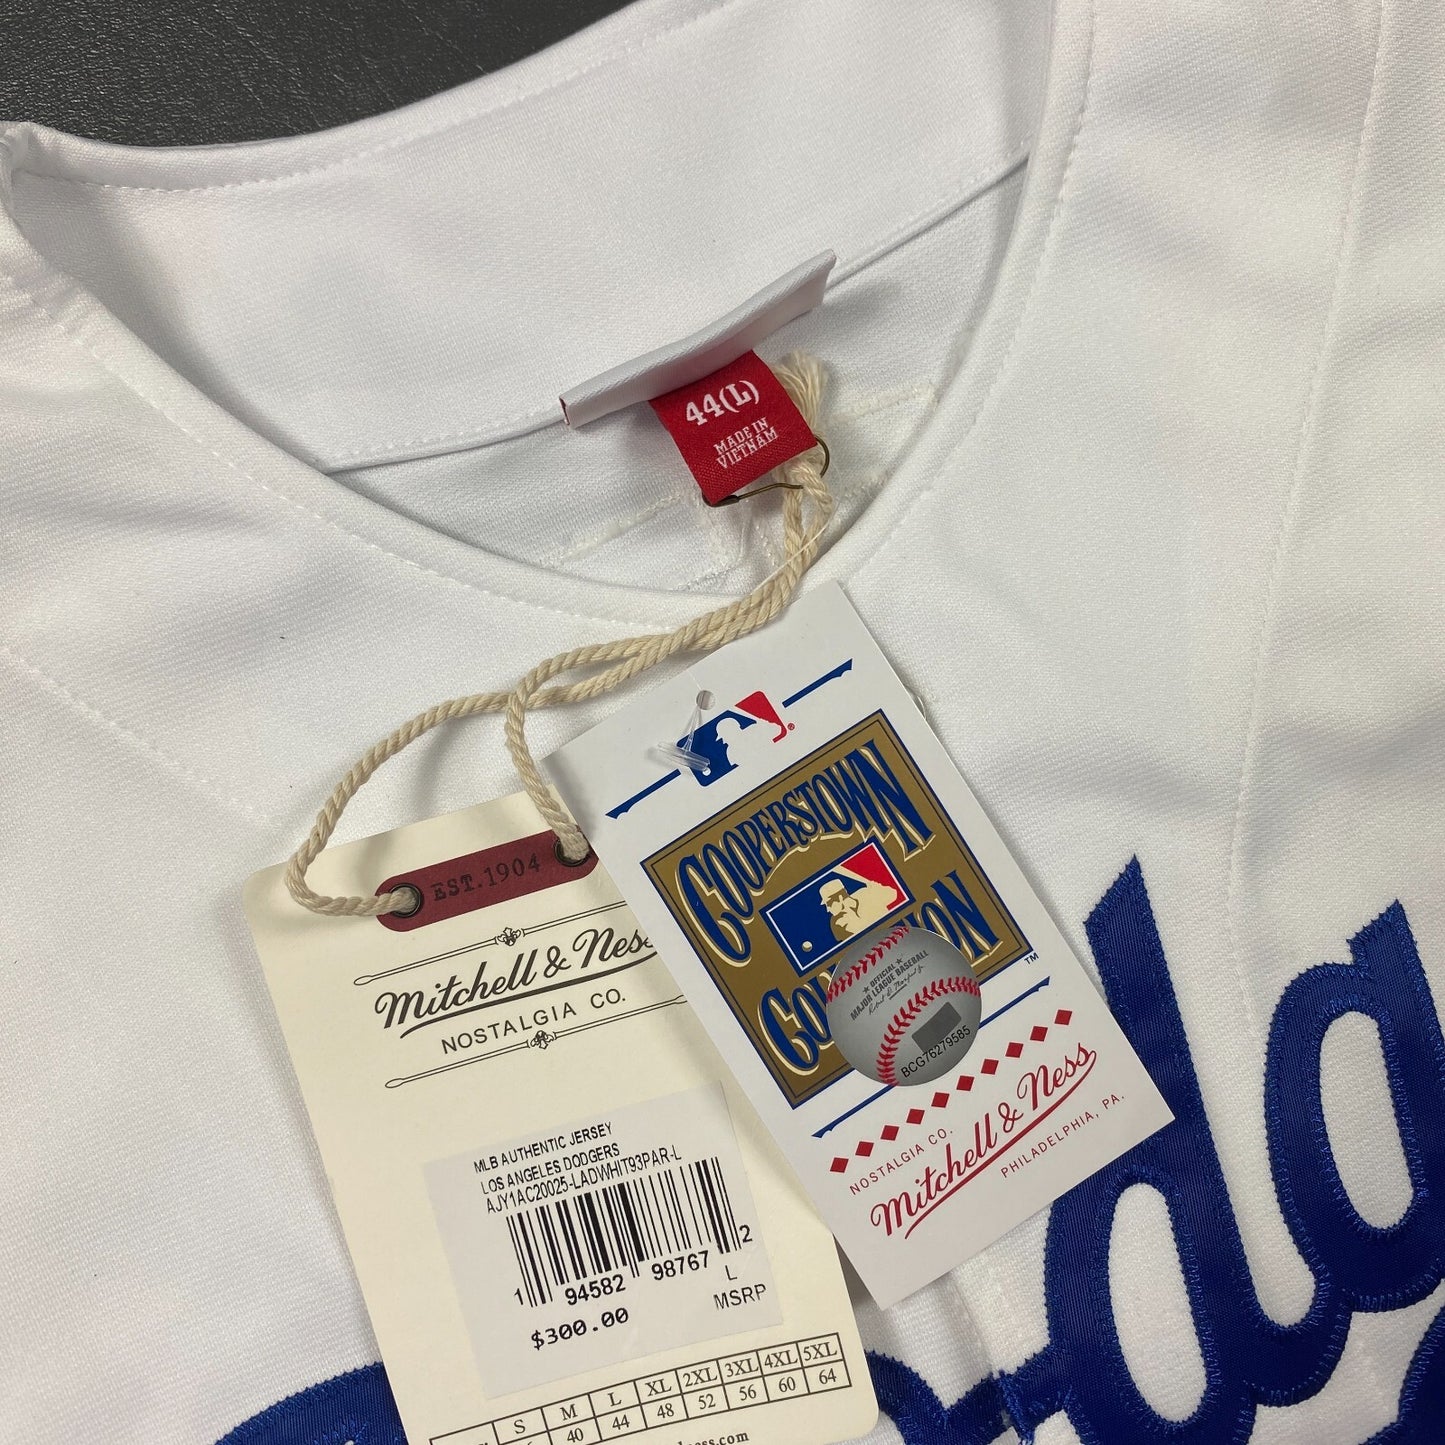 44(L)
MADE IN
VIETNAM
EST.1904
Mitchell & Ness
NOSTALGIA CO.
MLB AUTHENTIC JERSEY
LOS ANGELES DODGERS
AJY1AC20025-LADWHIT93PAR-L
1 94582 98767 2
L
$300.00 MSRP
S M L XL 2XL 3XL 4XL 5XL
40 44 48 52 56 60 64
COOPERSTOWN
OFFICIAL
MAJOR LEAGUE BASEBALL
BCG76279585
TM
NOSTALGIA CO.
Mitchell & Ness
PHILADELPHIA, PA.